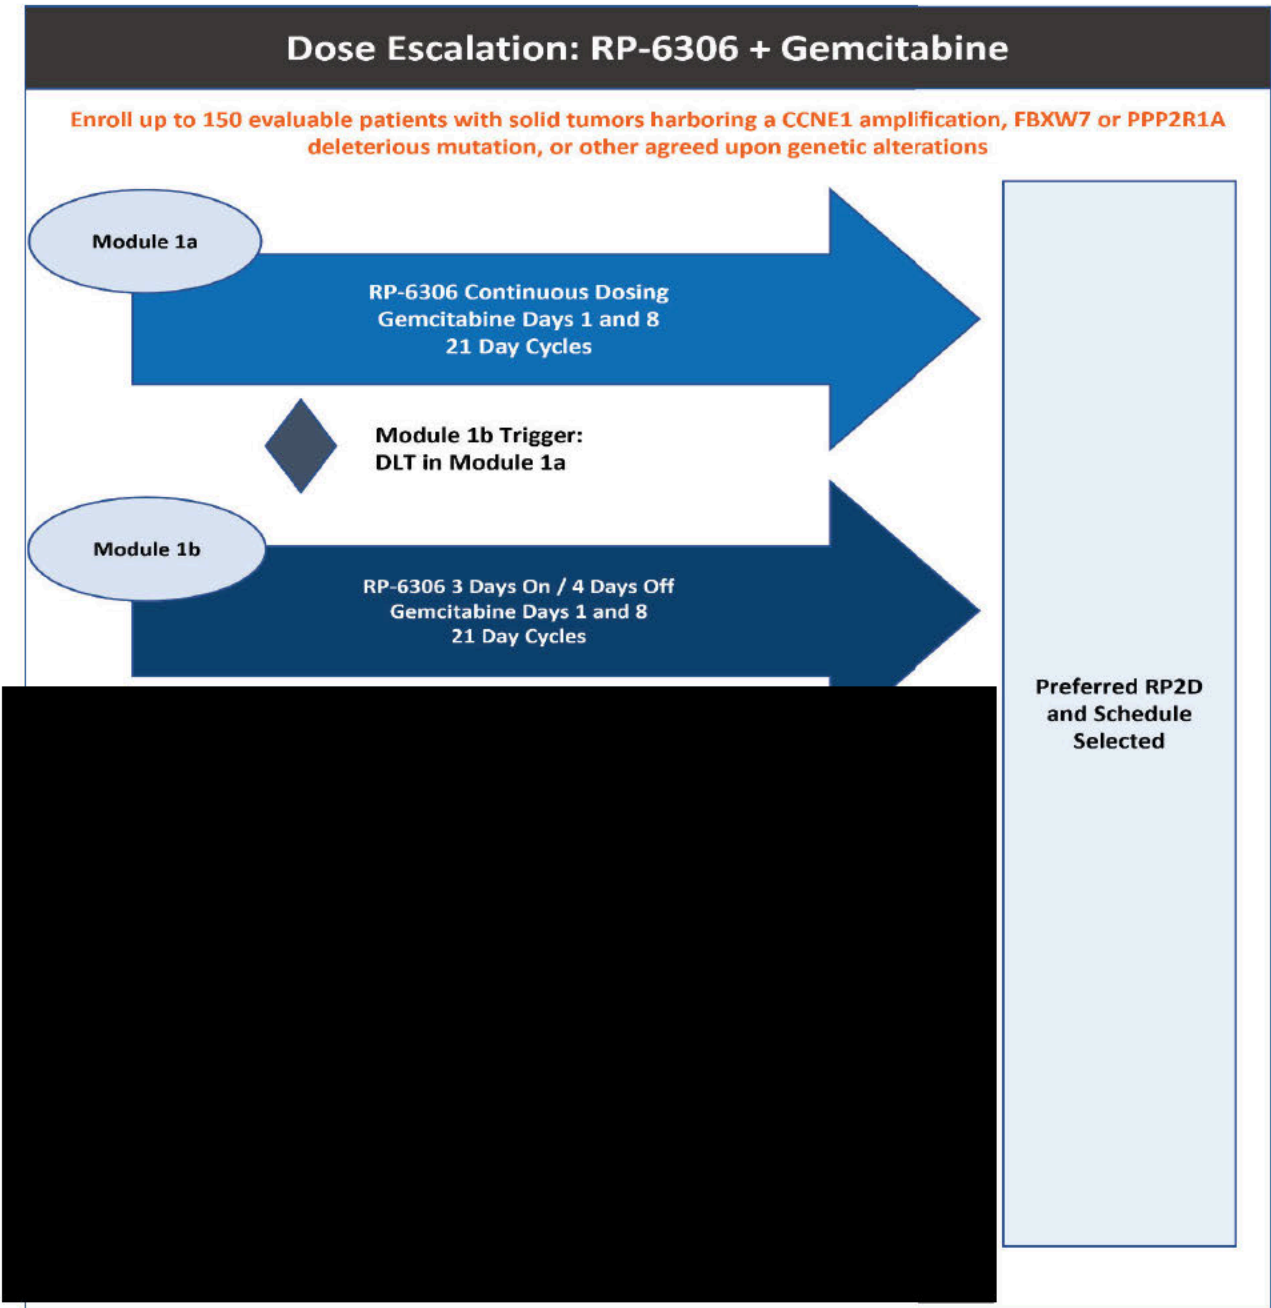 Dose Escalation: RP-6306 + Gemcitabine
Enroll up to 150 evaluable patients with solid tumors harboring a CCNE1 amplification, FBXW7 or PPP2R1A
deleterious mutation, or other agreed upon genetic alterations
Module 1a
RP-6306 Continuous Dosing
Gemcitabine Days 1 and 8
21 Day Cycles
Module 1b Trigger:
DLT in Module 1a
Module 1b
RP-6306 3 Days On / 4 Days Off
Gemcitabine Days 1 and 8
21 Day Cycles
Preferred RP2D
and Schedule
Selected